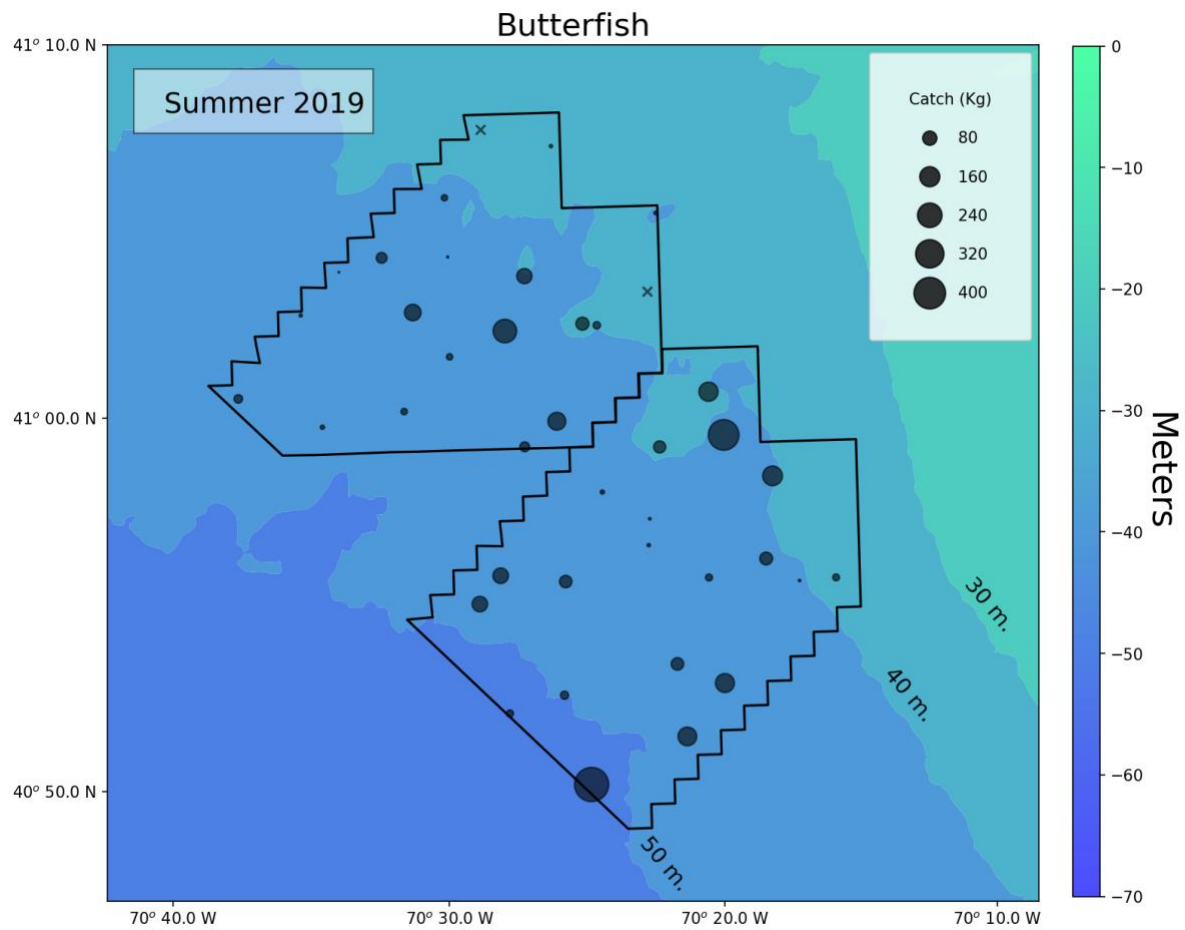 Butterfish
41° 10.0 N
Summer 2019
Catch (Kg)
80
160
240
320
400
41° 00.0 N
30 m.
40 m.
40° 50.0 N
50 m.
70° 40.0 W
70° 30.0 W
70° 20.0 W
70° 10.0 W
0
−10
−20
−30
−40
−50
−60
−70
Meters